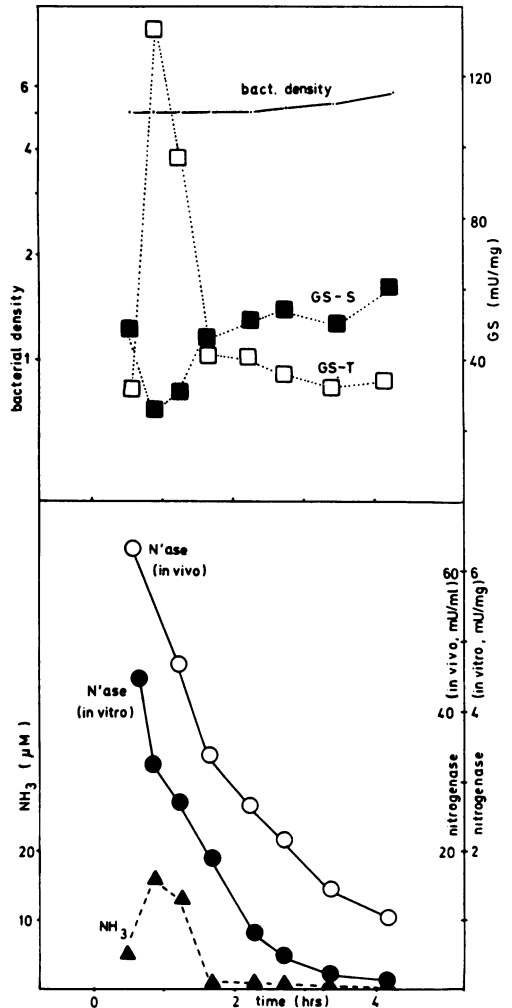 bact. density
6
4
2
1
bacterial density
120
80
40
GS (mU/mg)
GS-S
GS-T
N'ase
(in vivo)
N'ase
(in vitro)
NH3
NH3 (µM)
20
10
60
40
20
nitrogenase (in vivo, mU/ml)
6
4
2
nitrogenase (in vitro, mU/mg)
0
2
4
time (hrs)